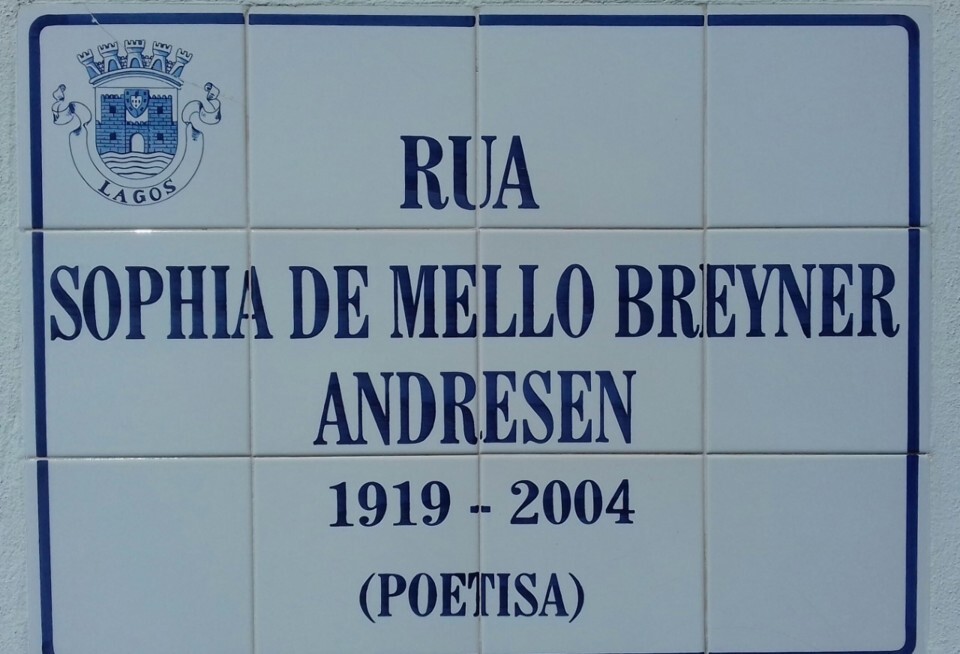 LAGOS
RUA
SOPHIA DE MELLO BREYNER
ANDRESEN
1919 - 2004
(POETISA)